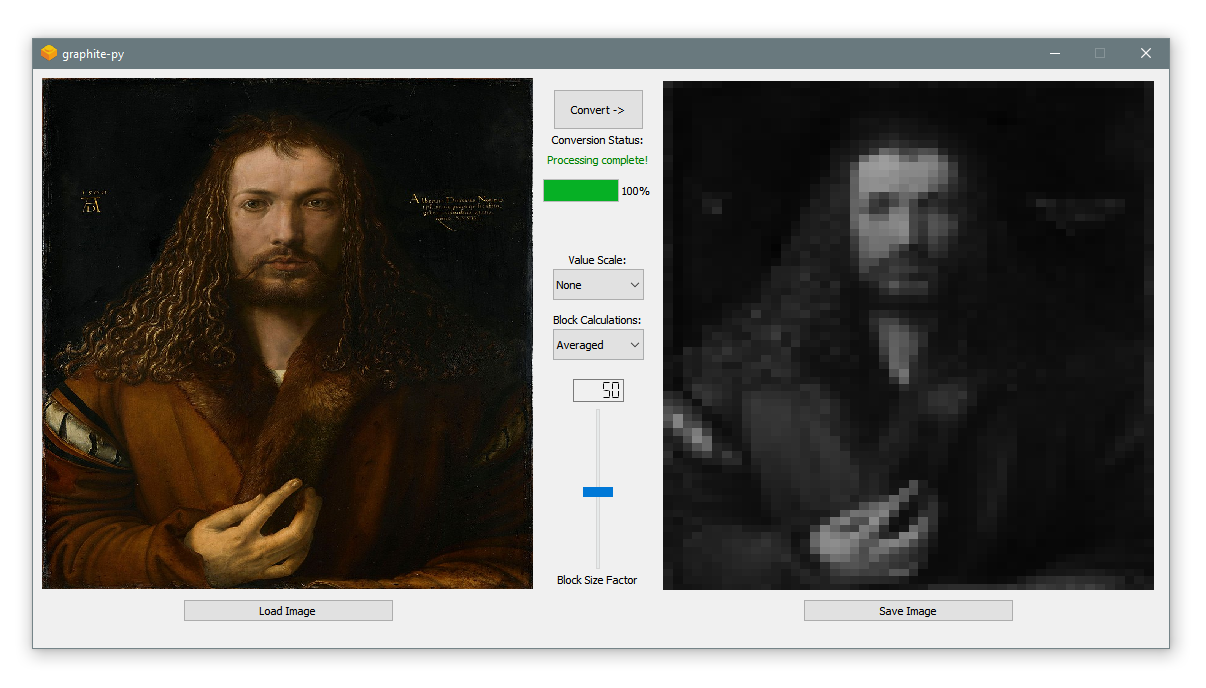 graphite-py
Convert ->
Conversion Status:
Processing complete!
100%
Value Scale:
None
Block Calculations:
Averaged
50
Block Size Factor
Load Image
Save Image